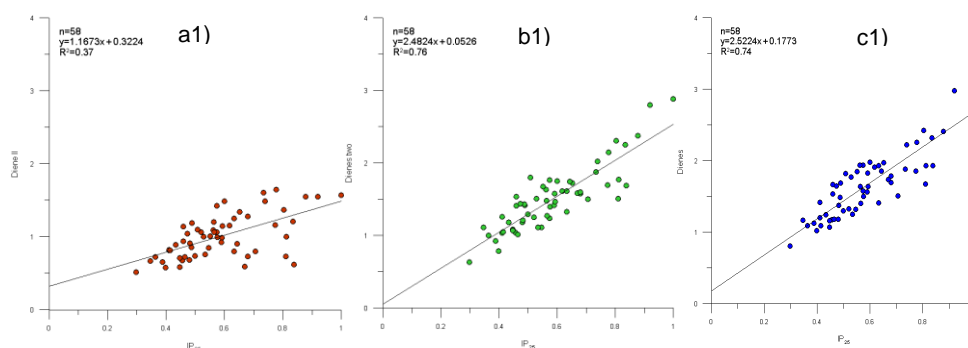 n=58
y=1.1673x+0.3224
R²=0.37
a1)
Diene II
4
3
2
1
0
0
0.2
0.4
0.6
0.8
1
n=58
y=2.4824x+0.0526
R²=0.76
b1)
Dienes two
4
3
2
1
0
0
0.2
0.4
0.6
0.8
1
IP₂₅
n=58
y=2.5224x+0.1773
R²=0.74
c1)
Dienes
4
3
2
1
0
0
0.2
0.4
0.6
0.8
IP₂₅